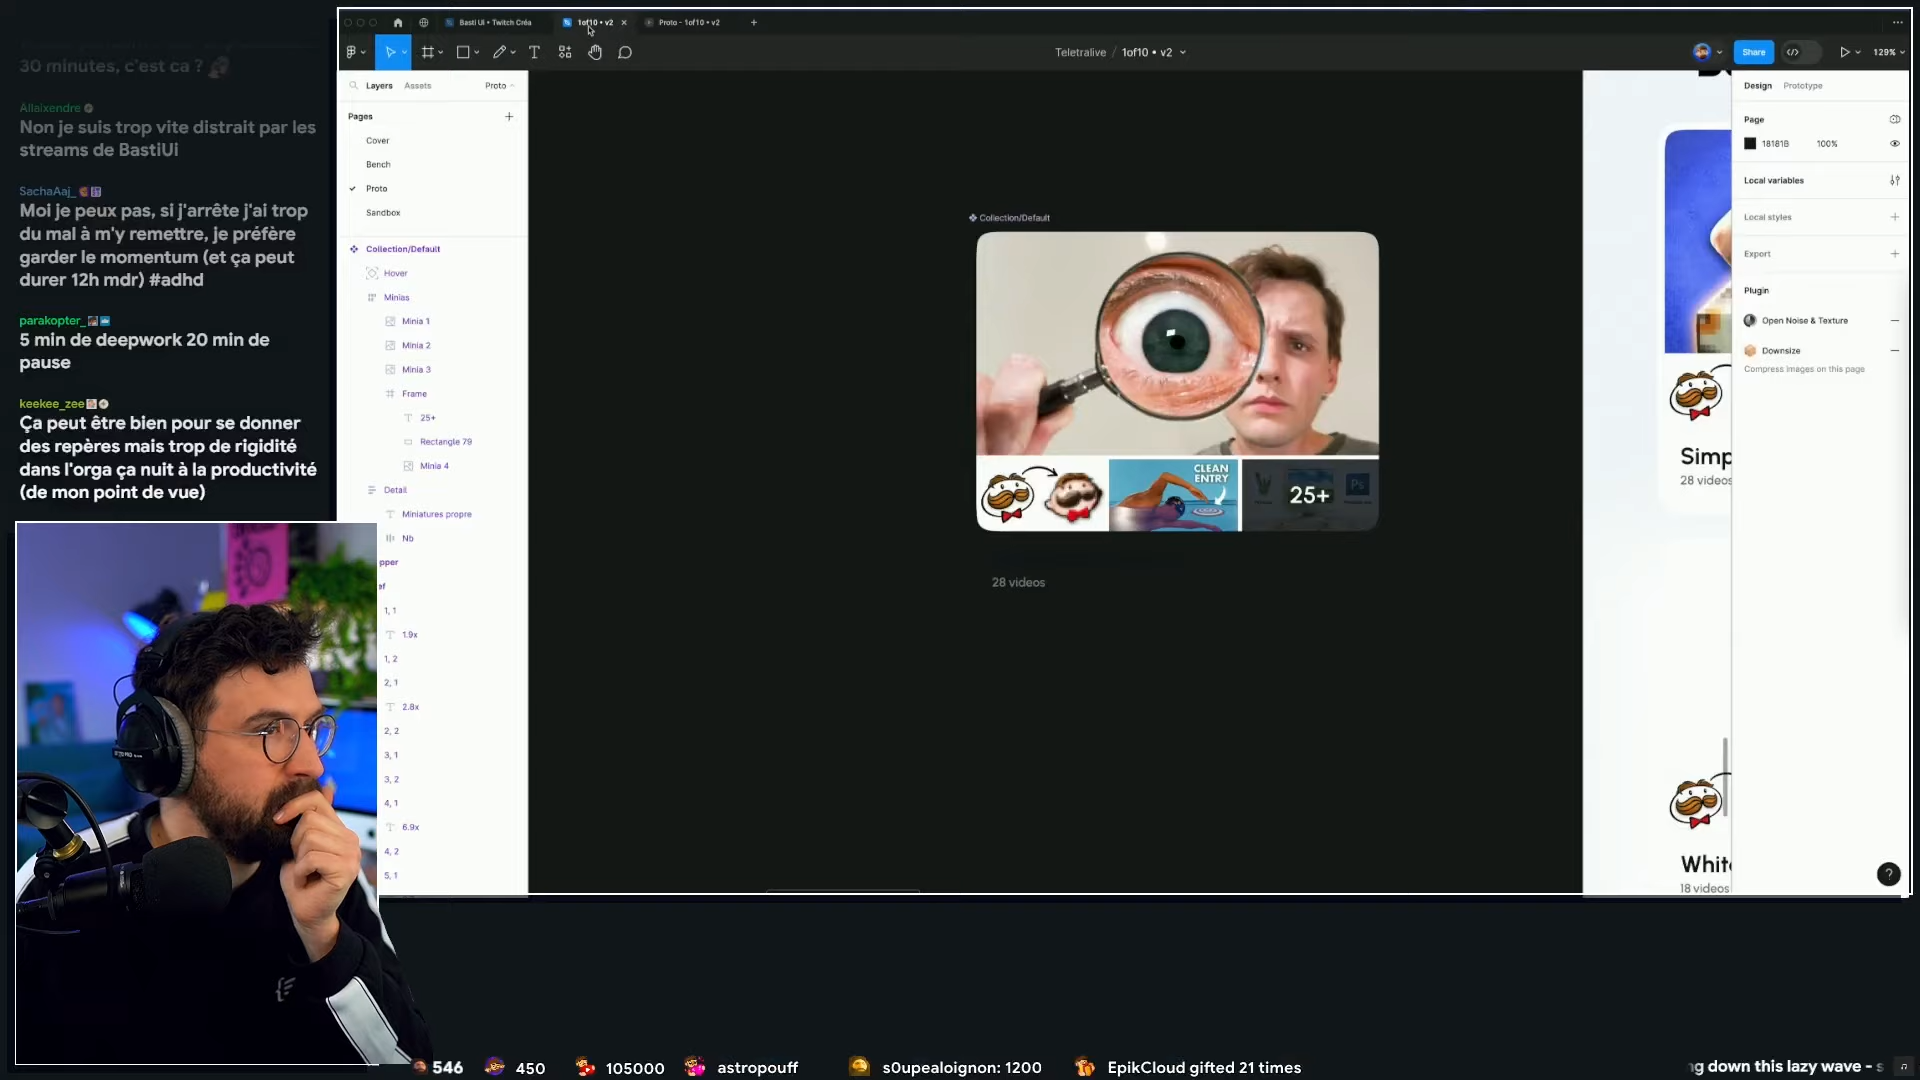 30 minutes, c'est ca ?
Allaixendre
Non je suis trop vite distrait par les
streams de BastiUi
SachaAaj_
Moi je peux pas, si j'arrête j'ai trop
du mal à m'y remettre, je préfère
garder le momentum (et ça peut
durer 12h mdr) #adhd
parakopter_
5 min de deepwork 20 min de
pause
keekee_zee
Ça peut être bien pour se donner
des repères mais trop de rigidité
dans l'orga ça nuit à la productivité
(de mon point de vue)
Basti Ui • Twitch Créa
1of10 • v2
Proto - 1of10 • v2
Teletralive / 1of10 • v2
Share
129%
Layers
Assets
Proto
Pages
Cover
Bench
Proto
Sandbox
Collection/Default
Hover
Minias
Minia 1
Minia 2
Minia 3
Frame
25+
Rectangle 79
Minia 4
Detail
Miniatures propre
Nb
pper
ef
1, 1
1.9x
1, 2
2, 1
2.8x
2, 2
3, 1
3, 2
4, 1
6.9x
4, 2
5, 1
Collection/Default
CLEAN
ENTRY
25+
Ps
28 videos
Simp
28 videos
White
18 videos
Design
Prototype
Page
18181B
100%
Local variables
Local styles
Export
Plugin
Open Noise & Texture
Downsize
Compress images on this page
?
546
450
105000
astropouff
s0upealoignon: 1200
EpikCloud gifted 21 times
ng down this lazy wave - s